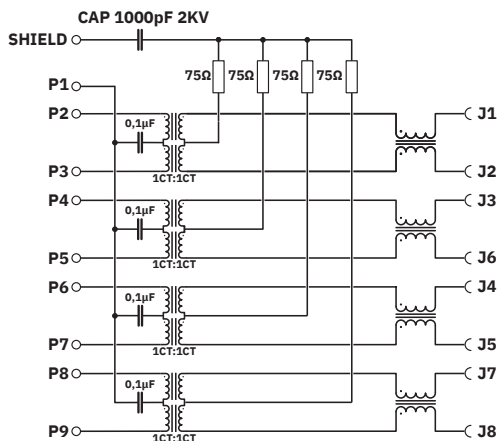 CAP 1000pF 2KV
SHIELD
75Ω 75Ω 75Ω 75Ω
P1
P2
0,1µF
J1
P3
1CT:1CT
J2
P4
0,1µF
J3
P5
1CT:1CT
J6
P6
0,1µF
J4
P7
1CT:1CT
J5
P8
0,1µF
J7
P9
1CT:1CT
J8